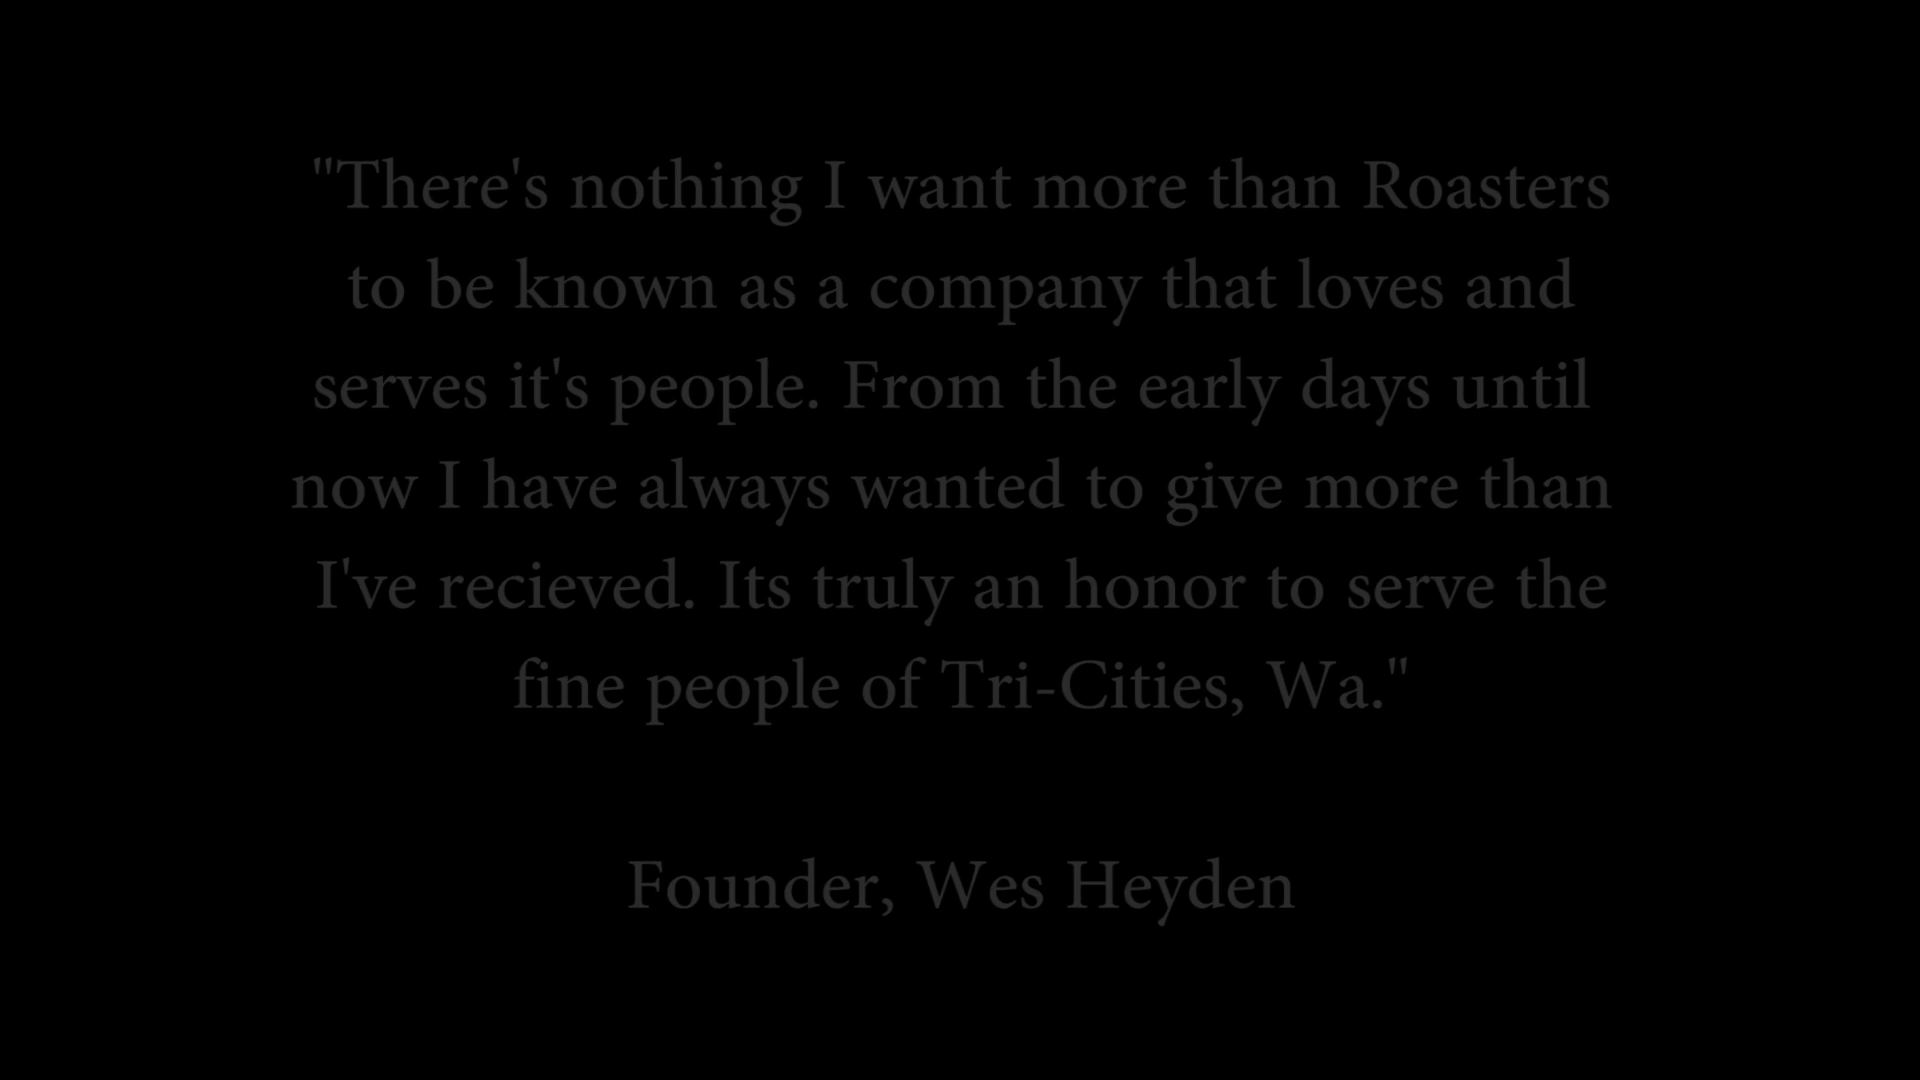 "There's nothing I want more than Roasters
to be known as a company that loves and
serves it's people. From the early days until
now I have always wanted to give more than
I've recieved. Its truly an honor to serve the
fine people of Tri-Cities, Wa."
Founder, Wes Heyden